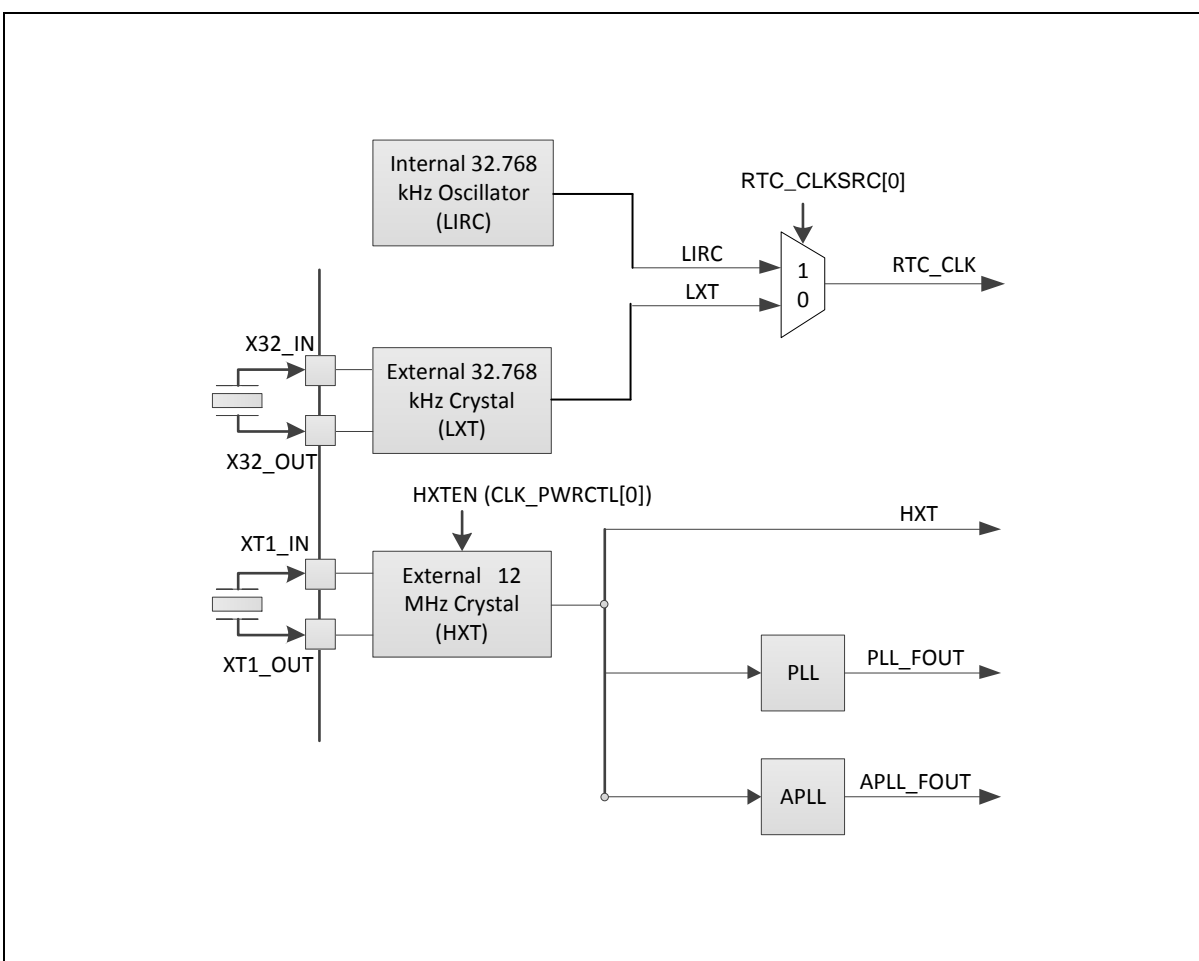 Internal 32.768
kHz Oscillator
(LIRC)
RTC_CLKSRC[0]
LIRC
1
RTC_CLK
LXT
0
X32_IN
External 32.768
kHz Crystal
(LXT)
X32_OUT
HXTEN (CLK_PWRCTL[0])
HXT
XT1_IN
External 12
MHz Crystal
(HXT)
XT1_OUT
PLL
PLL_FOUT
APLL
APLL_FOUT